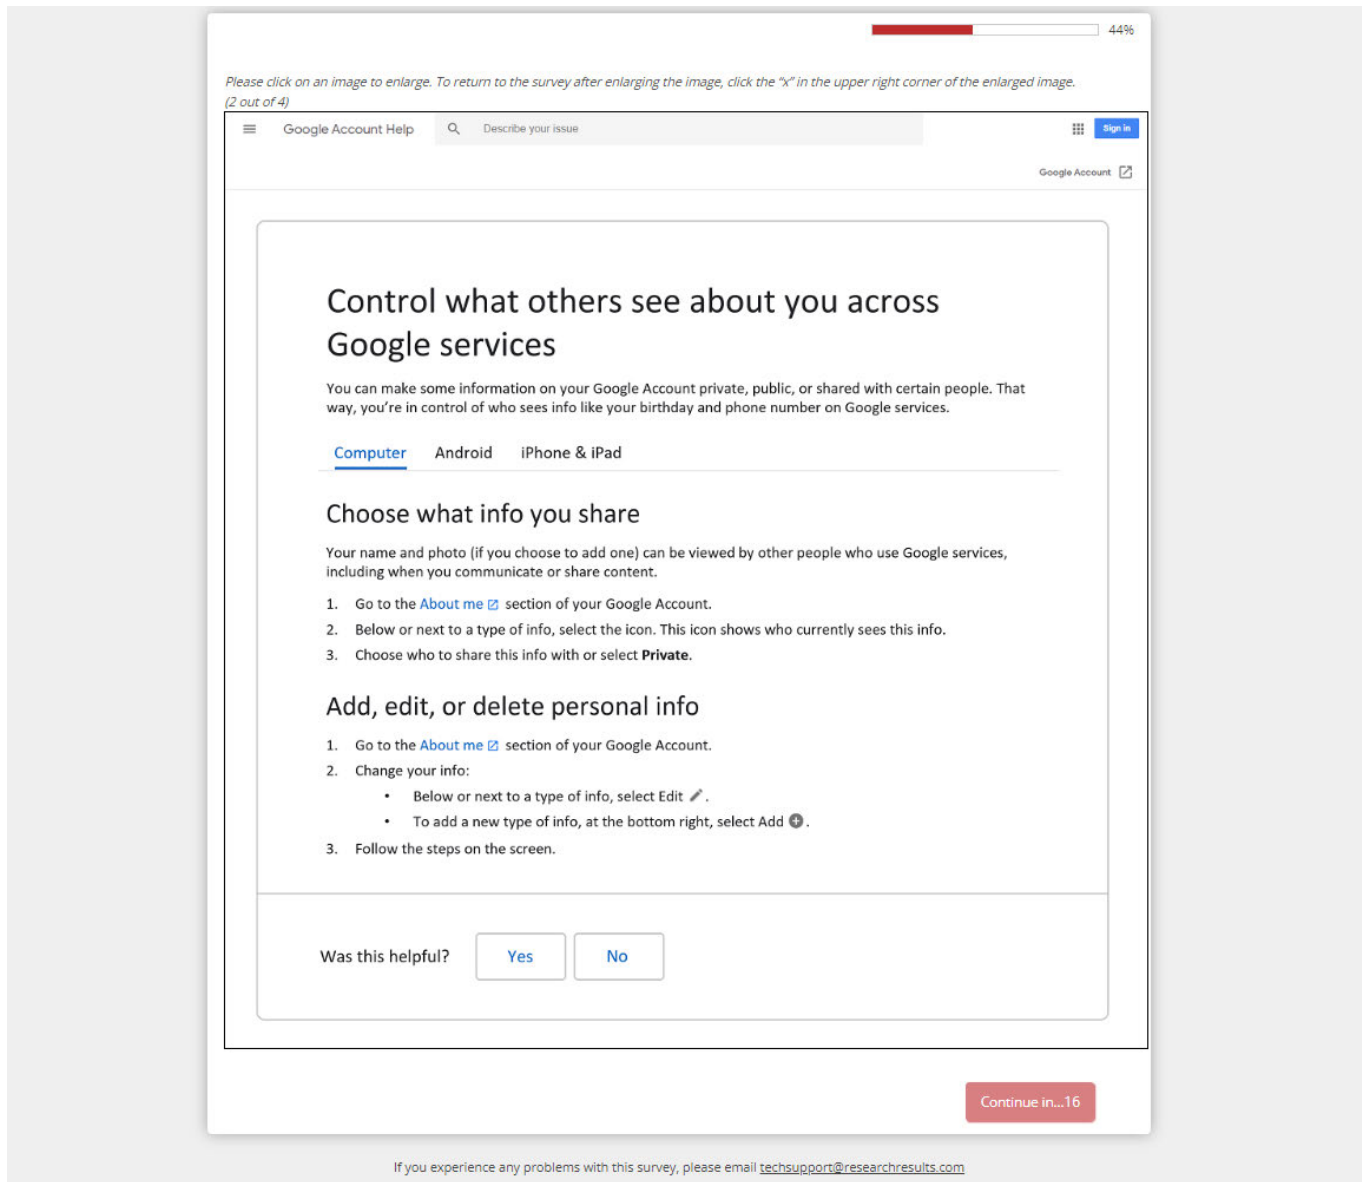 44%
Please click on an image to enlarge. To return to the survey after enlarging the image, click the “x” in the upper right corner of the enlarged image.
(2 out of 4)
Google Account Help
Describe your issue
Sign in
Google Account
Control what others see about you across
Google services
You can make some information on your Google Account private, public, or shared with certain people. That
way, you’re in control of who sees info like your birthday and phone number on Google services.
Computer Android iPhone & iPad
Choose what info you share
Your name and photo (if you choose to add one) can be viewed by other people who use Google services,
including when you communicate or share content.
1. Go to the About me section of your Google Account.
2. Below or next to a type of info, select the icon. This icon shows who currently sees this info.
3. Choose who to share this info with or select Private.
Add, edit, or delete personal info
1. Go to the About me section of your Google Account.
2. Change your info:
• Below or next to a type of info, select Edit .
• To add a new type of info, at the bottom right, select Add .
3. Follow the steps on the screen.
Was this helpful? Yes No
Continue in...16
If you experience any problems with this survey, please email techsupport@researchresults.com